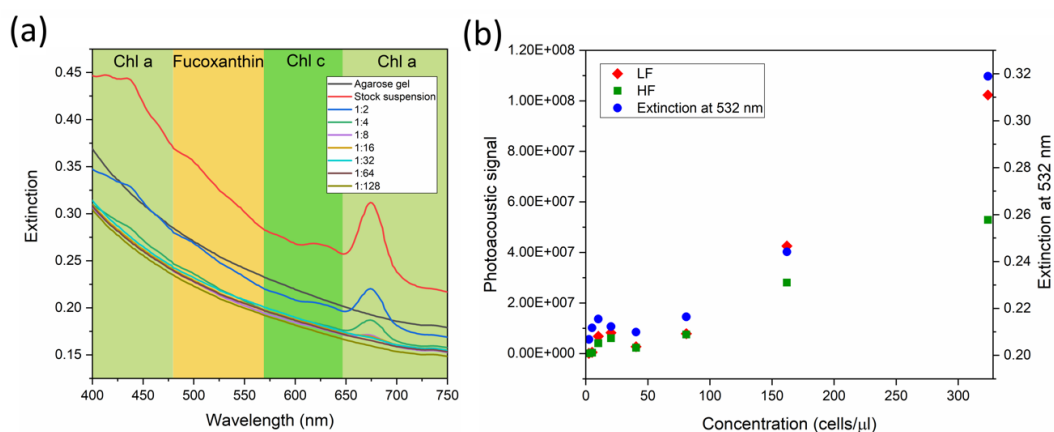 (a)
Chl a Fucoxanthin Chl c Chl a
Agarose gel
Stock suspension
1:2
1:4
1:8
1:16
1:32
1:64
1:128
Extinction
0.45
0.40
0.35
0.30
0.25
0.20
0.15
400 450 500 550 600 650 700 750
Wavelength (nm)
(b)
LF
HF
Extinction at 532 nm
Photoacoustic signal
1.20E+008
1.00E+008
8.00E+007
6.00E+007
4.00E+007
2.00E+007
0.00E+000
0 50 100 150 200 250 300
Concentration (cells/µl)
0.32
0.30
0.28
0.26
0.24
0.22
0.20
Extinction at 532 nm